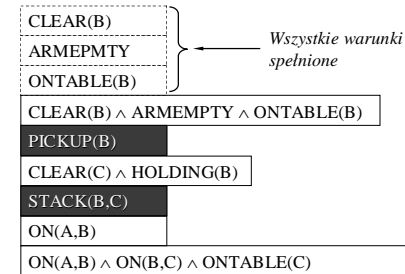 CLEAR(B)
ARMEPMTY
ONTABLE(B)
Wszystkie warunki
spełnione
CLEAR(B) ∧ ARMEMPTY ∧ ONTABLE(B)
PICKUP(B)
CLEAR(C) ∧ HOLDING(B)
STACK(B,C)
ON(A,B)
ON(A,B) ∧ ON(B,C) ∧ ONTABLE(C)